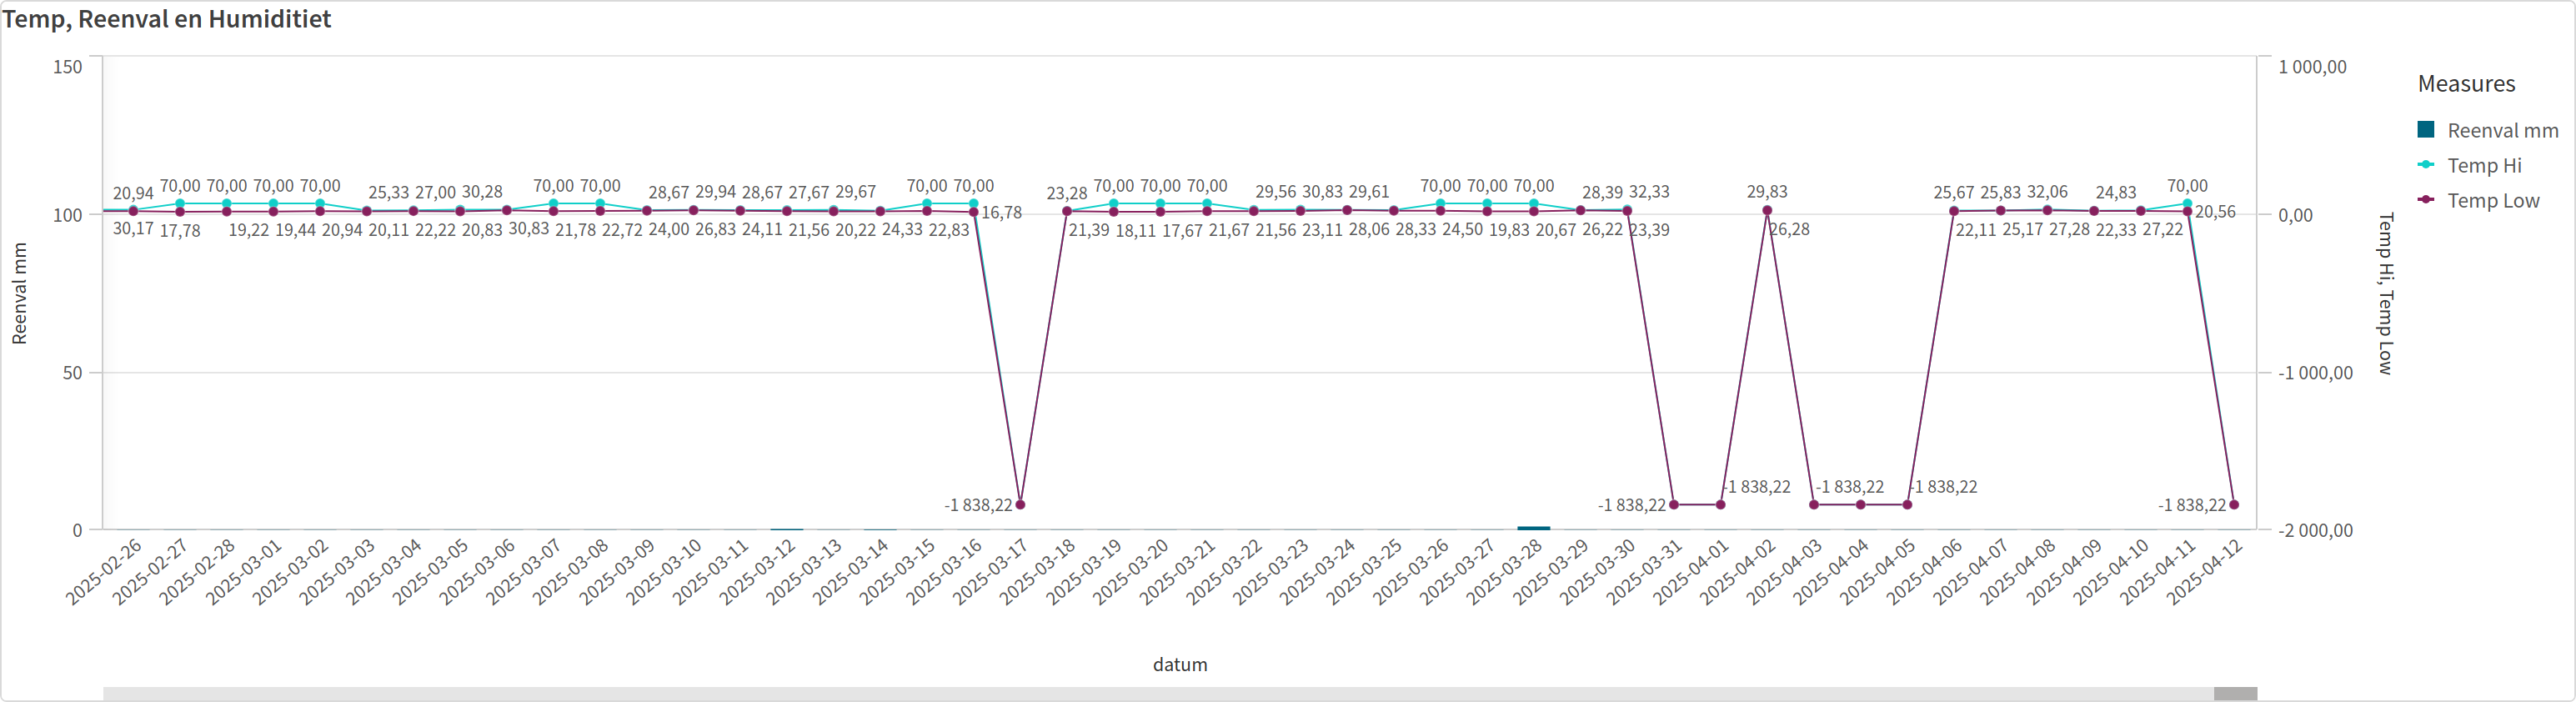 Temp, Reenval en Humiditiet
150
100
50
0
Reenval mm
1 000,00
0,00
-1 000,00
-2 000,00
Temp Hi, Temp Low
Measures
Reenval mm
Temp Hi
Temp Low
20,94 70,00 70,00 70,00 70,00 25,33 27,00 30,28 70,00 70,00 28,67 29,94 28,67 27,67 29,67 70,00 70,00 23,28 70,00 70,00 70,00 29,56 30,83 29,61 70,00 70,00 70,00 28,39 32,33 29,83 25,67 25,83 32,06 24,83 70,00
16,78 20,56
30,17 17,78 19,22 19,44 20,94 20,11 22,22 20,83 30,83 21,78 22,72 24,00 26,83 24,11 21,56 20,22 24,33 22,83 21,39 18,11 17,67 21,67 21,56 23,11 28,06 28,33 24,50 19,83 20,67 26,22 23,39 26,28 22,11 25,17 27,28 22,33 27,22
-1 838,22 -1 838,22 -1 838,22 -1 838,22 -1 838,22 -1 838,22
2025-02-26 2025-02-27 2025-02-28 2025-03-01 2025-03-02 2025-03-03 2025-03-04 2025-03-05 2025-03-06 2025-03-07 2025-03-08 2025-03-09 2025-03-10 2025-03-11 2025-03-12 2025-03-13 2025-03-14 2025-03-15 2025-03-16 2025-03-17 2025-03-18 2025-03-19 2025-03-20 2025-03-21 2025-03-22 2025-03-23 2025-03-24 2025-03-25 2025-03-26 2025-03-27 2025-03-28 2025-03-29 2025-03-30 2025-03-31 2025-04-01 2025-04-02 2025-04-03 2025-04-04 2025-04-05 2025-04-06 2025-04-07 2025-04-08 2025-04-09 2025-04-10 2025-04-11 2025-04-12
datum